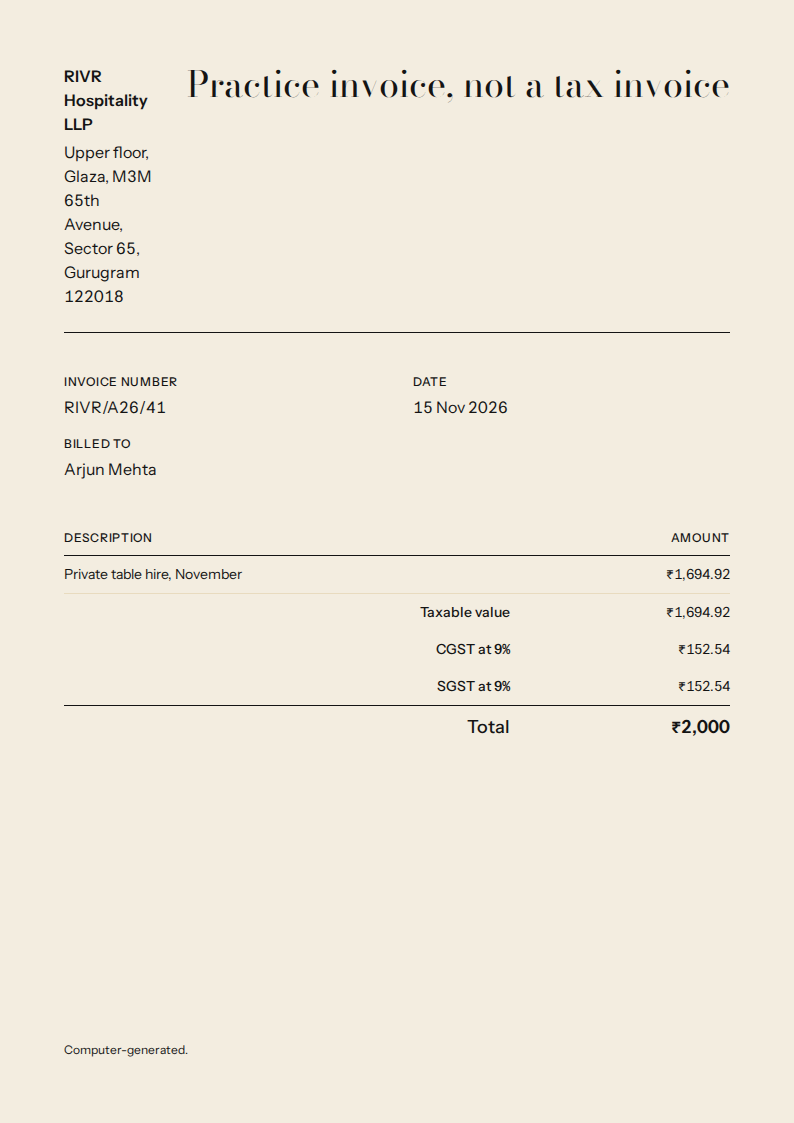 RIVR
Hospitality
LLP
Practice invoice, not a tax invoice
Upper floor,
Glaza, M3M
65th
Avenue,
Sector 65,
Gurugram
122018
INVOICE NUMBER
RIVR/A26/41
DATE
15 Nov 2026
BILLED TO
Arjun Mehta
DESCRIPTION AMOUNT
Private table hire, November ₹1,694.92
Taxable value ₹1,694.92
CGST at 9% ₹152.54
SGST at 9% ₹152.54
Total ₹2,000
Computer-generated.